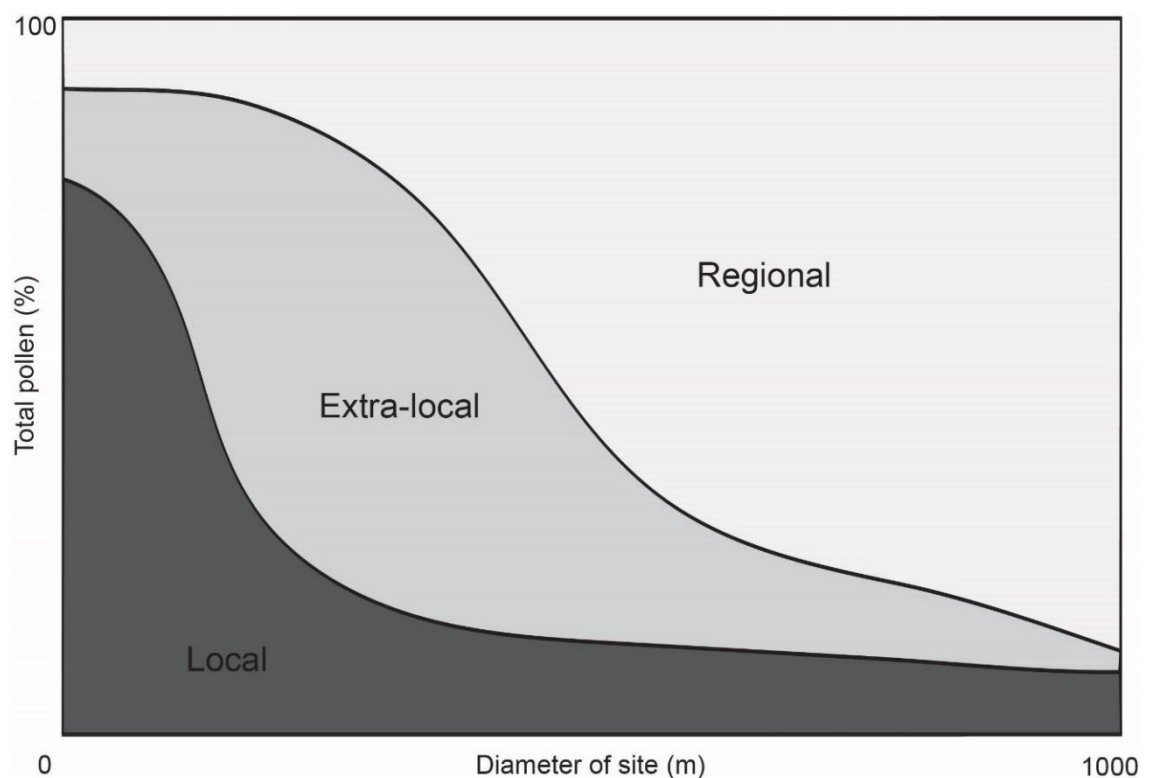 100
Total pollen (%)
Regional
Extra-local
Local
0
Diameter of site (m)
1000